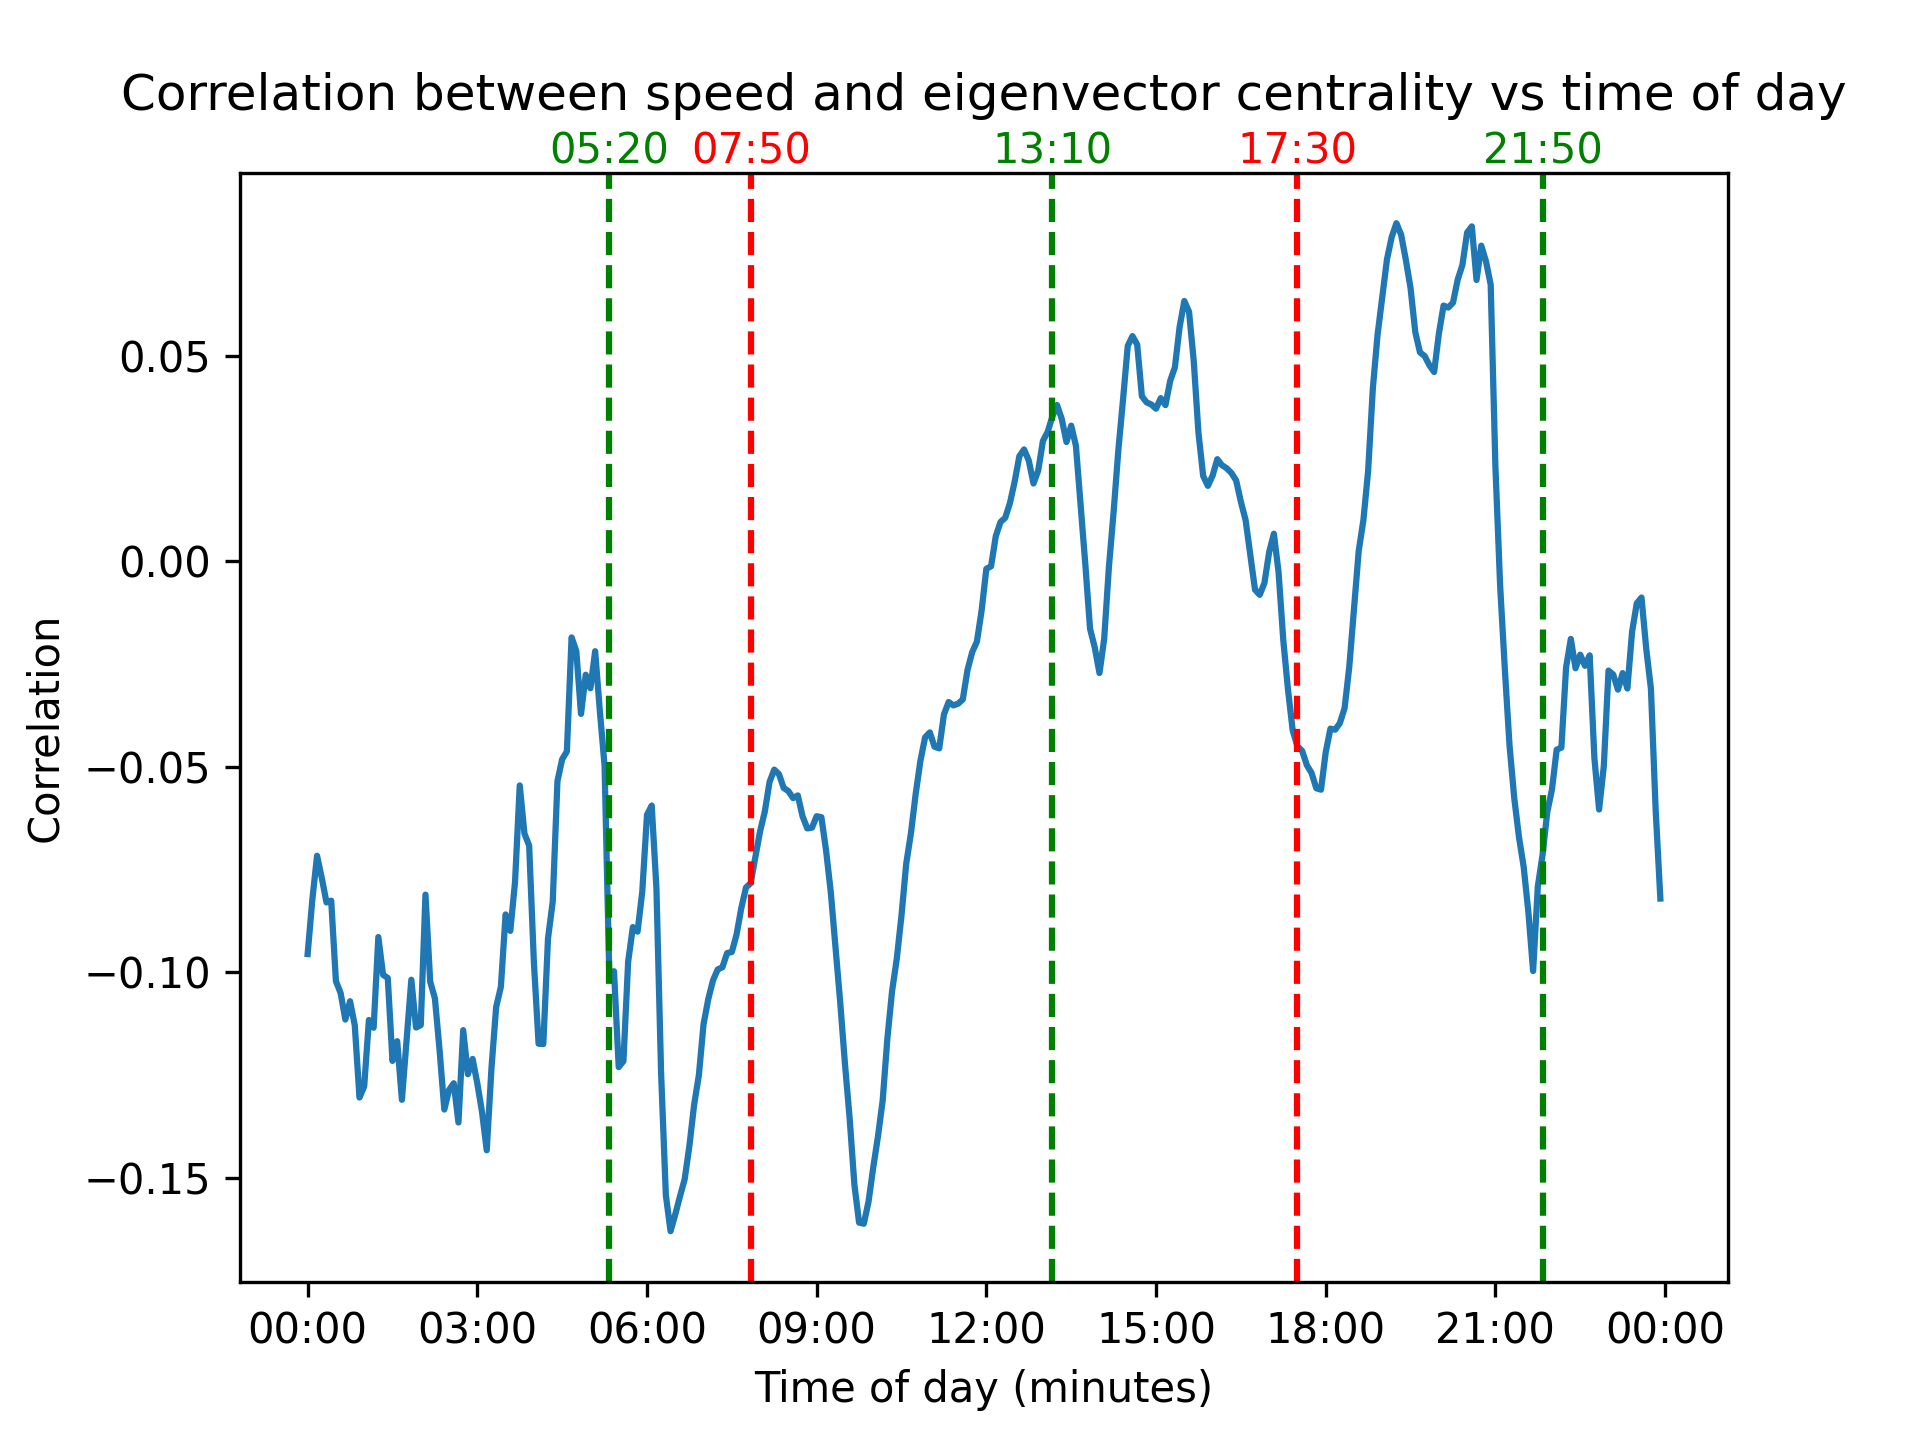 Correlation between speed and eigenvector centrality vs time of day
05:20 07:50 13:10 17:30 21:50
0.05
0.00
−0.05
−0.10
−0.15
Correlation
00:00 03:00 06:00 09:00 12:00 15:00 18:00 21:00 00:00
Time of day (minutes)